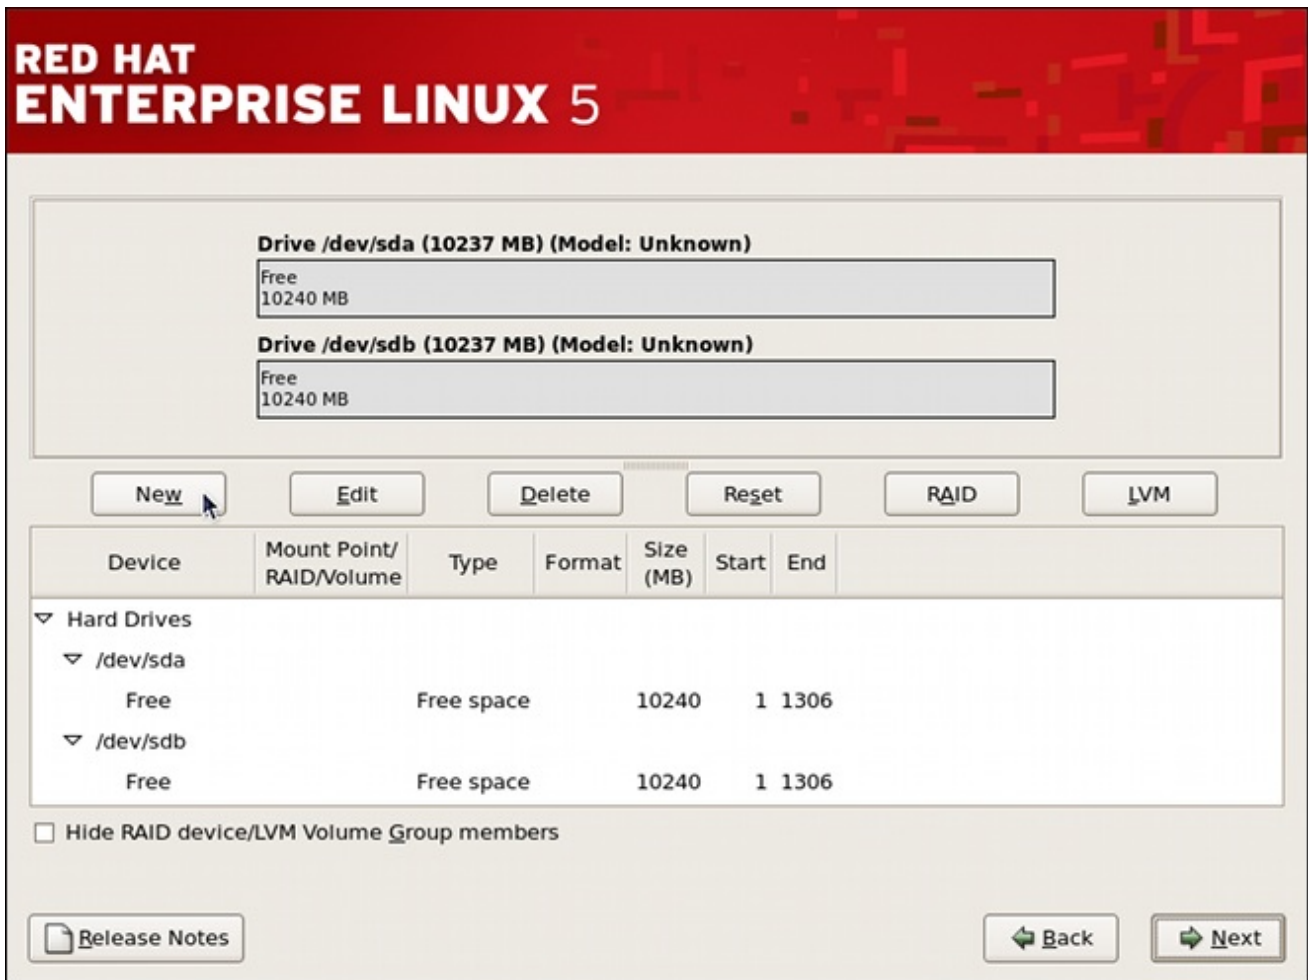 RED HAT
ENTERPRISE LINUX 5
Drive /dev/sda (10237 MB) (Model: Unknown)
Free
10240 MB
Drive /dev/sdb (10237 MB) (Model: Unknown)
Free
10240 MB
New Edit Delete Reset RAID LVM
Device Mount Point/ RAID/Volume Type Format Size (MB) Start End
Hard Drives
/dev/sda
Free Free space 10240 1 1306
/dev/sdb
Free Free space 10240 1 1306
Hide RAID device/LVM Volume Group members
Release Notes Back Next